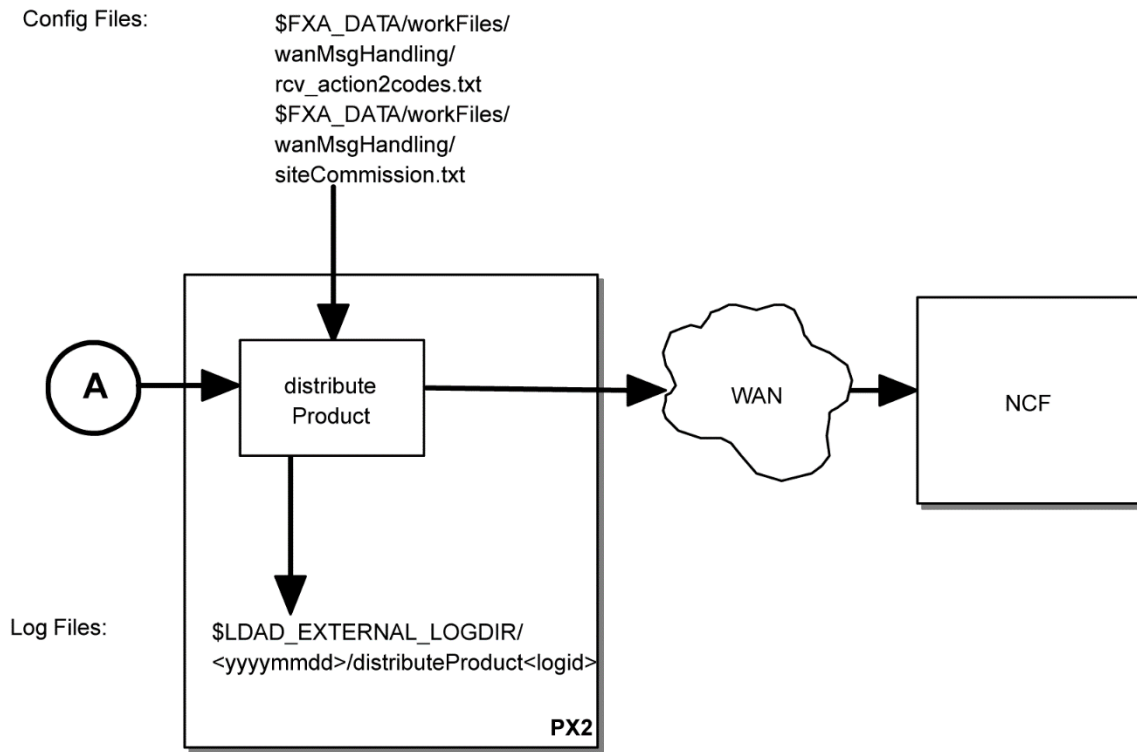 Config Files:
$FXA_DATA/workFiles/
wanMsgHandling/
rcv_action2codes.txt
$FXA_DATA/workFiles/
wanMsgHandling/
siteCommission.txt
A
distribute
Product
WAN
NCF
Log Files:
$LDAD_EXTERNAL_LOGDIR/
<yyyymmdd>/distributeProduct<logid>
PX2